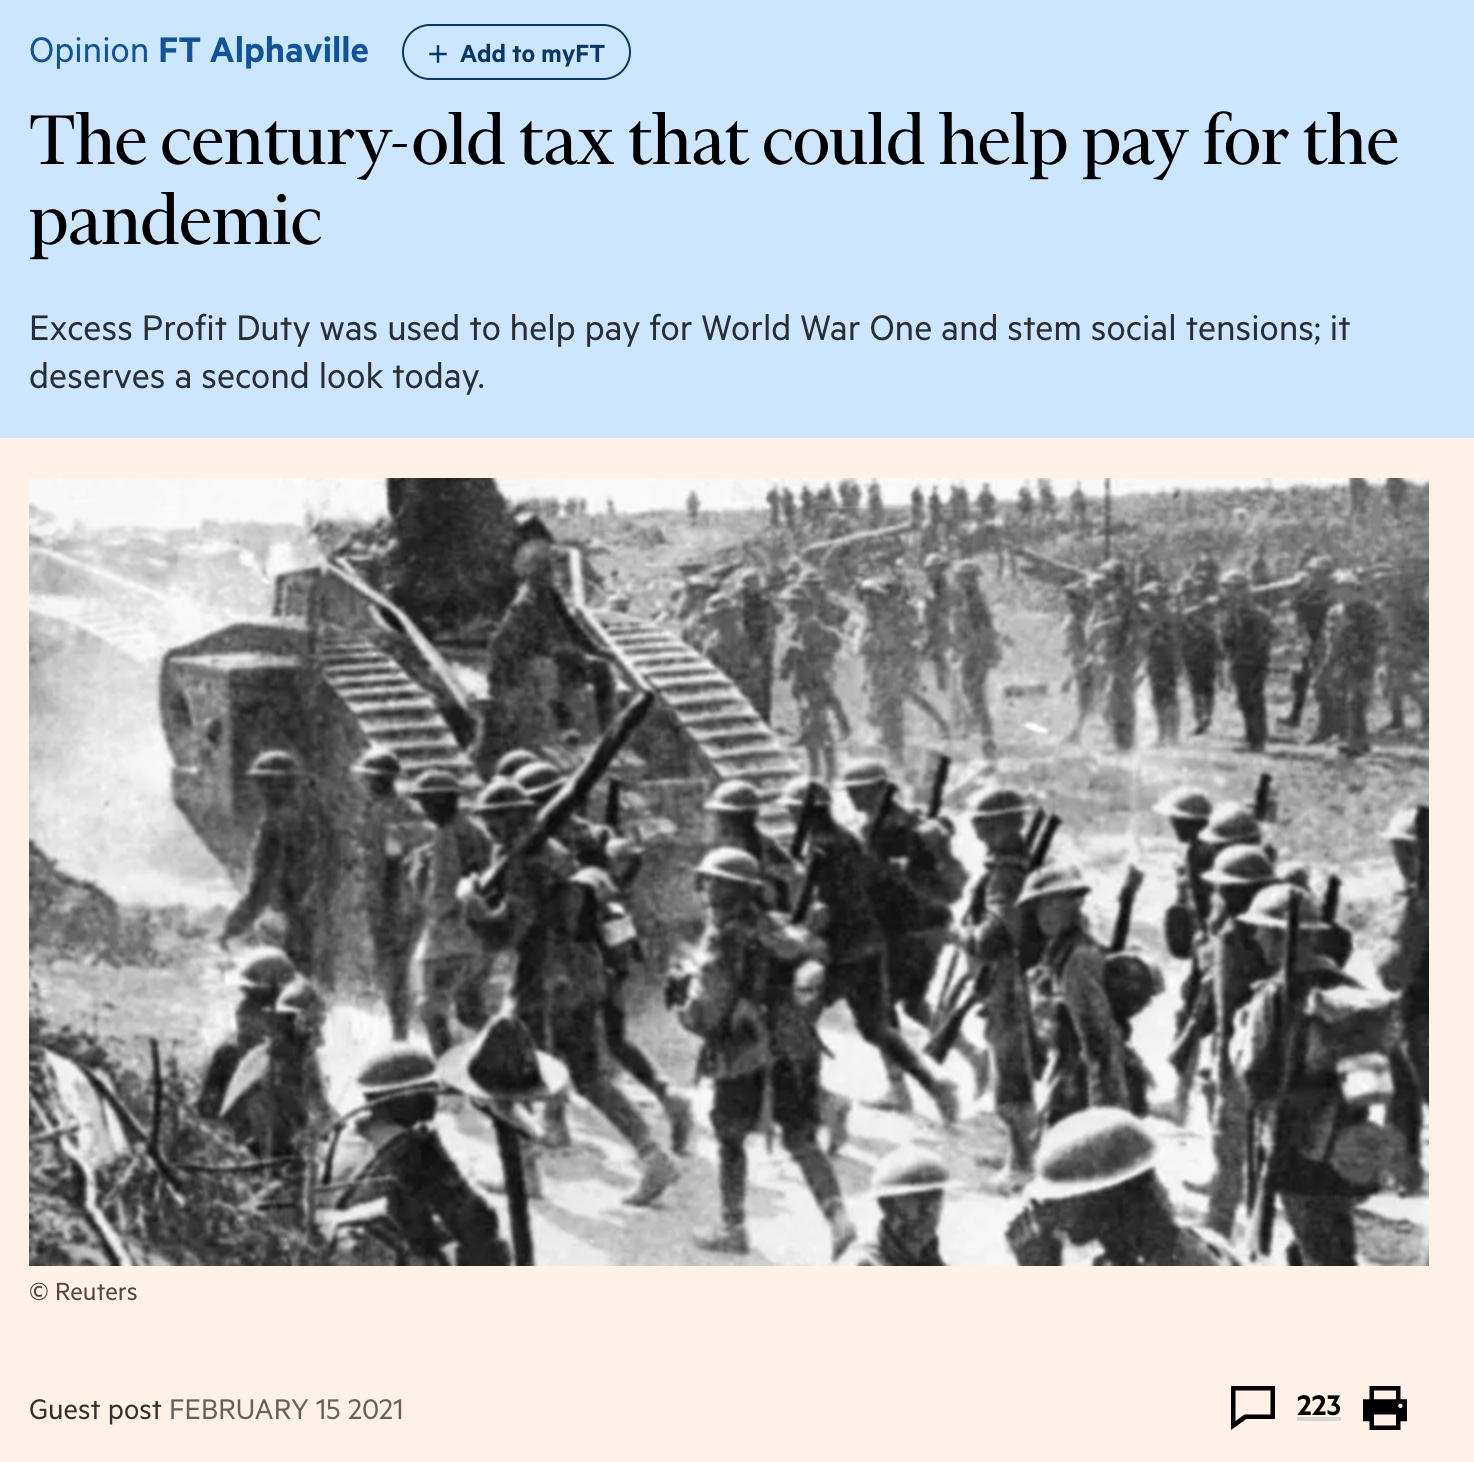 Opinion FT Alphaville + Add to myFT
The century-old tax that could help pay for the
pandemic
Excess Profit Duty was used to help pay for World War One and stem social tensions; it
deserves a second look today.
© Reuters
Guest post FEBRUARY 15 2021 223